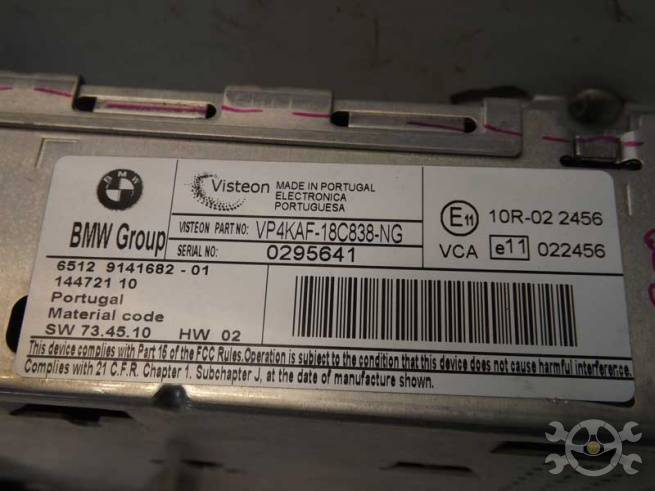 BMW
BMW Group
Visteon
MADE IN PORTUGAL
ELECTRONICA
PORTUGUESA
VISTEON PART NO: VP4KAF-18C838-NG
SERIAL NO: 0295641
E11 10R-02 2456
VCA e11 022456
6512 9141682 - 01
144721 10
Portugal
Material code
SW 73.45.10 HW 02
This device complies with Part 16 of the FCC Rules.Operation is subject to the condition that this device does not cause harmful interference.
Complies with 21 C.F.R. Chapter 1. Subchapter J, at the date of manufacture shown.